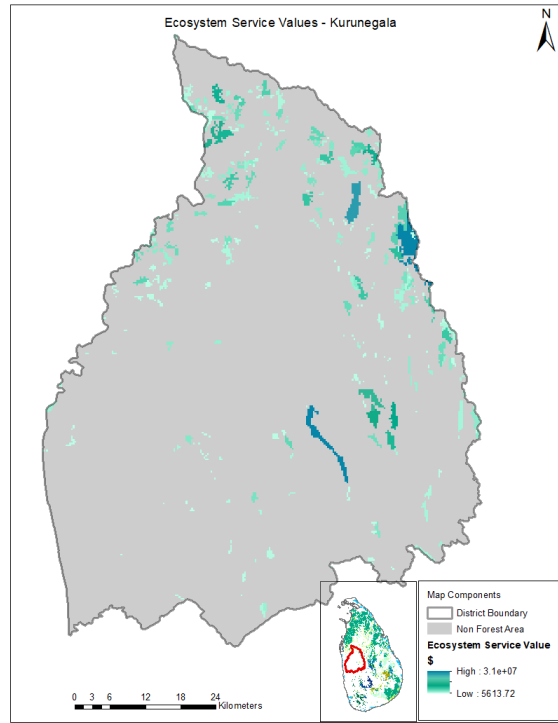 Ecosystem Service Values - Kurunegala
N
Map Components
District Boundary
Non Forest Area
Ecosystem Service Value
$
High : 3.1e+07
Low : 5613.72
0 3 6 12 18 24
Kilometers